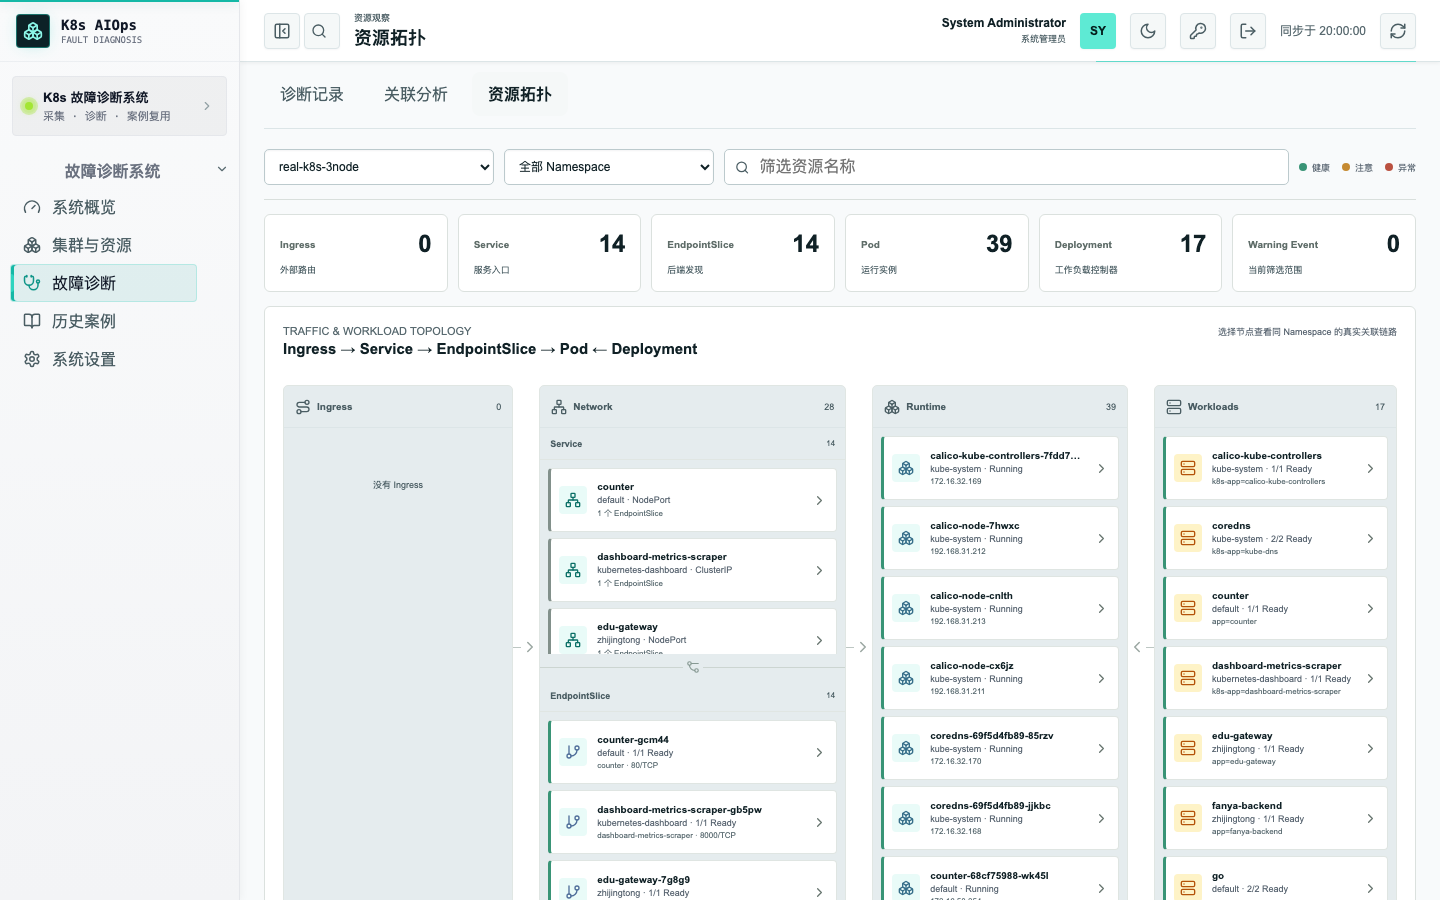 K8s AIOps
FAULT DIAGNOSIS
K8s 故障诊断系统
采集 · 诊断 · 案例复用
故障诊断系统
系统概览
集群与资源
故障诊断
历史案例
系统设置
资源观察
资源拓扑
System Administrator
系统管理员
SY
同步于 20:00:00
诊断记录
关联分析
资源拓扑
real-k8s-3node
全部 Namespace
筛选资源名称
健康
注意
异常
Ingress
0
外部路由
Service
14
服务入口
EndpointSlice
14
后端发现
Pod
39
运行实例
Deployment
17
工作负载控制器
Warning Event
0
当前筛选范围
TRAFFIC & WORKLOAD TOPOLOGY
Ingress → Service → EndpointSlice → Pod ← Deployment
选择节点查看同 Namespace 的真实关联链路
Ingress
0
没有 Ingress
Network
28
Service
14
counter
default · NodePort
1 个 EndpointSlice
dashboard-metrics-scraper
kubernetes-dashboard · ClusterIP
1 个 EndpointSlice
edu-gateway
zhijingtong · NodePort
1 个 EndpointSlice
EndpointSlice
14
counter-gcm44
default · 1/1 Ready
counter · 80/TCP
dashboard-metrics-scraper-gb5pw
kubernetes-dashboard · 1/1 Ready
dashboard-metrics-scraper · 8000/TCP
edu-gateway-7g8g9
zhijingtong · 1/1 Ready
Runtime
39
calico-kube-controllers-7fdd7...
kube-system · Running
172.16.32.169
calico-node-7hwxc
kube-system · Running
192.168.31.212
calico-node-cnlth
kube-system · Running
192.168.31.213
calico-node-cx6jz
kube-system · Running
192.168.31.211
coredns-69f5d4fb89-85rzv
kube-system · Running
172.16.32.170
coredns-69f5d4fb89-jjkbc
kube-system · Running
172.16.32.168
counter-68cf75988-wk45l
default · Running
Workloads
17
calico-kube-controllers
kube-system · 1/1 Ready
k8s-app=calico-kube-controllers
coredns
kube-system · 2/2 Ready
k8s-app=kube-dns
counter
default · 1/1 Ready
app=counter
dashboard-metrics-scraper
kubernetes-dashboard · 1/1 Ready
k8s-app=dashboard-metrics-scraper
edu-gateway
zhijingtong · 1/1 Ready
app=edu-gateway
fanya-backend
zhijingtong · 1/1 Ready
app=fanya-backend
go
default · 2/2 Ready